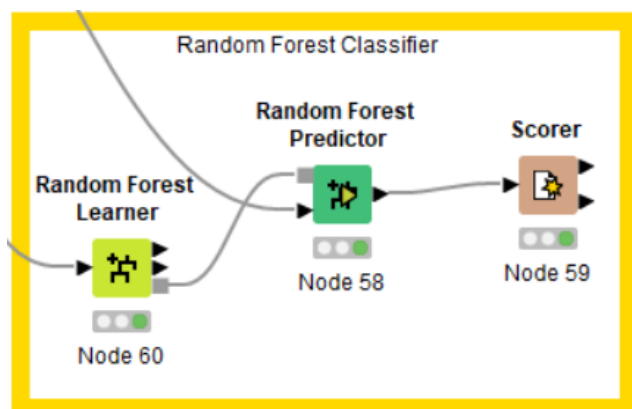 Random Forest Classifier
Random Forest
Predictor
Scorer
Random Forest
Learner
Node 58
Node 59
Node 60